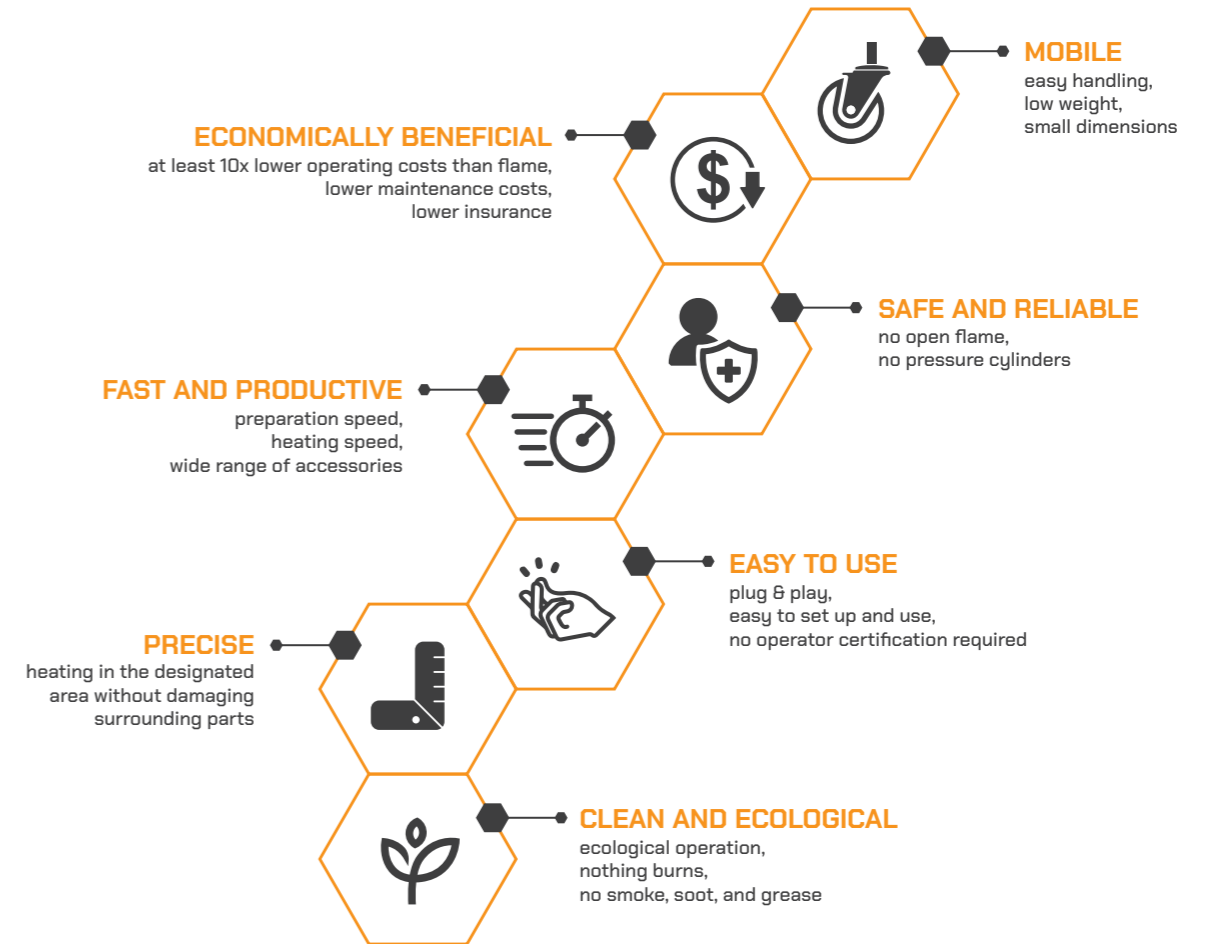 MOBILE
easy handling,
low weight,
small dimensions
ECONOMICALLY BENEFICIAL
at least 10x lower operating costs than flame,
lower maintenance costs,
lower insurance
$
SAFE AND RELIABLE
no open flame,
no pressure cylinders
FAST AND PRODUCTIVE
preparation speed,
heating speed,
wide range of accessories
EASY TO USE
plug & play,
easy to set up and use,
no operator certification required
PRECISE
heating in the designated
area without damaging
surrounding parts
CLEAN AND ECOLOGICAL
ecological operation,
nothing burns,
no smoke, soot, and grease